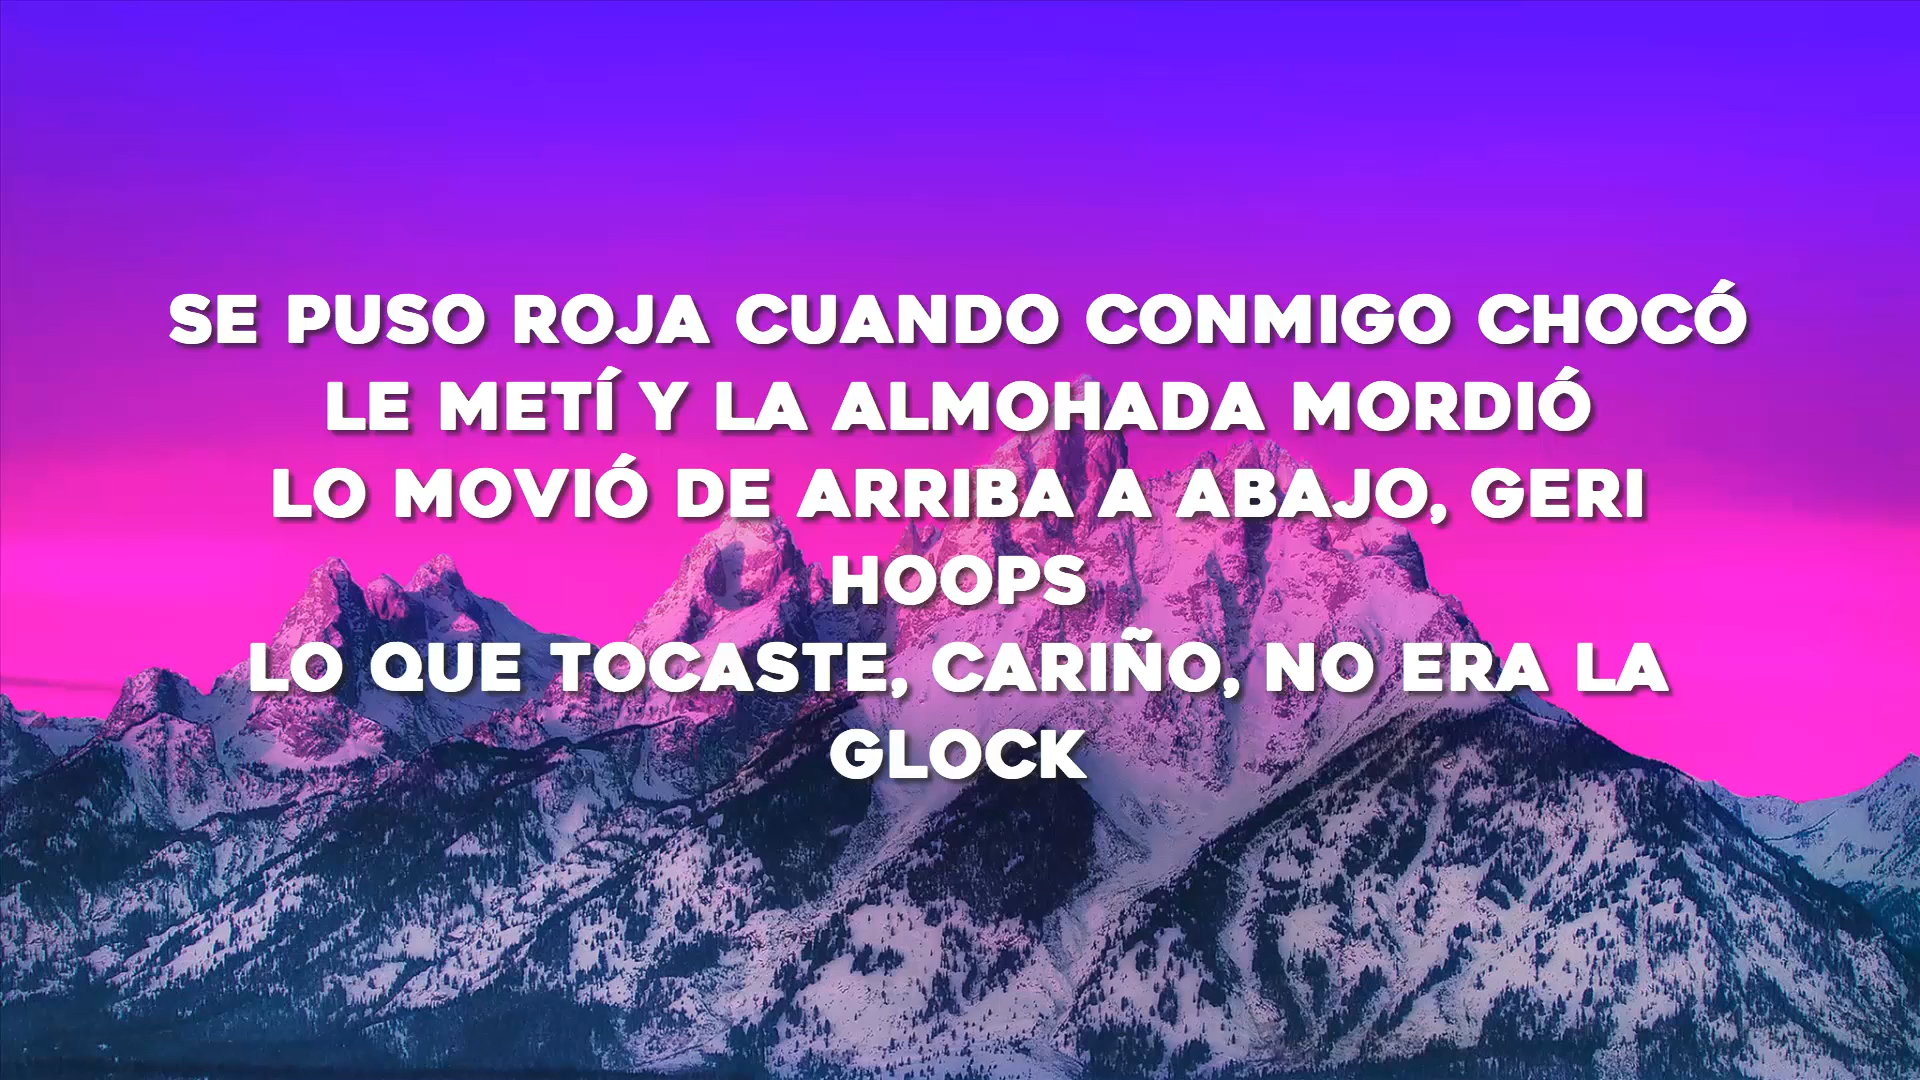 SE PUSO ROJA CUANDO CONMIGO CHOCÓ
LE METÍ Y LA ALMOHADA MORDIÓ
LO MOVIÓ DE ARRIBA A ABAJO, GERI
HOOPS
LO QUE TOCASTE, CARIÑO, NO ERA LA
GLOCK